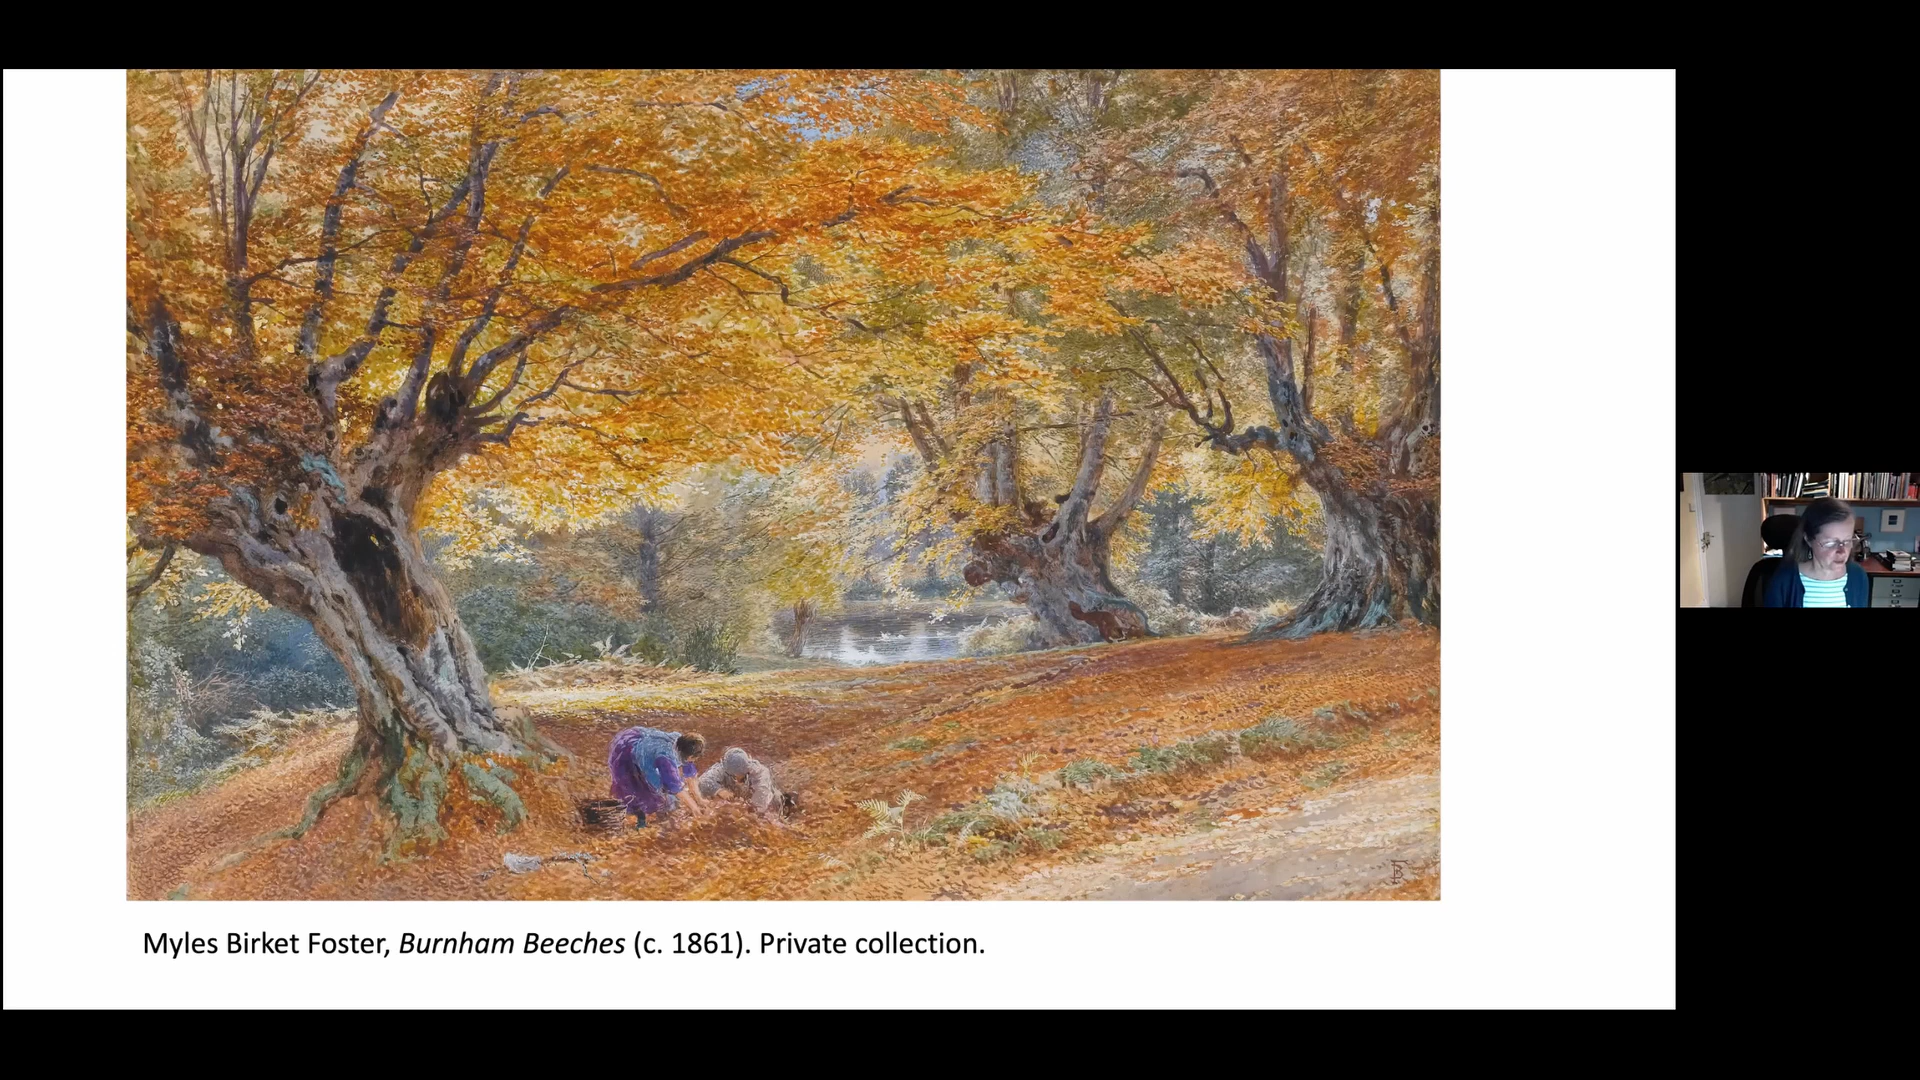 Myles Birket Foster, Burnham Beeches (c. 1861). Private collection.